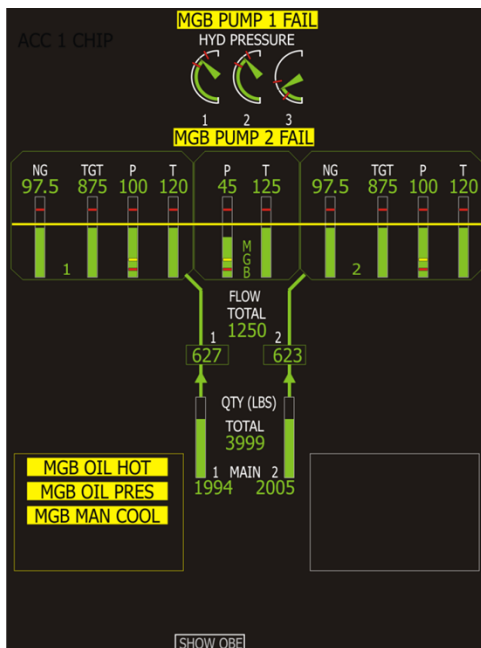 MGB PUMP 1 FAIL
ACC 1 CHIP
HYD PRESSURE
1 2 3
MGB PUMP 2 FAIL
NG TGT P T P T NG TGT P T
97.5 875 100 120 45 125 97.5 875 100 120
1 MGB 2
FLOW
TOTAL
1250
1 2
627 623
QTY (LBS)
TOTAL
3999
1 MAIN 2
1994 2005
MGB OIL HOT
MGB OIL PRES
MGB MAN COOL
SHOW OBE